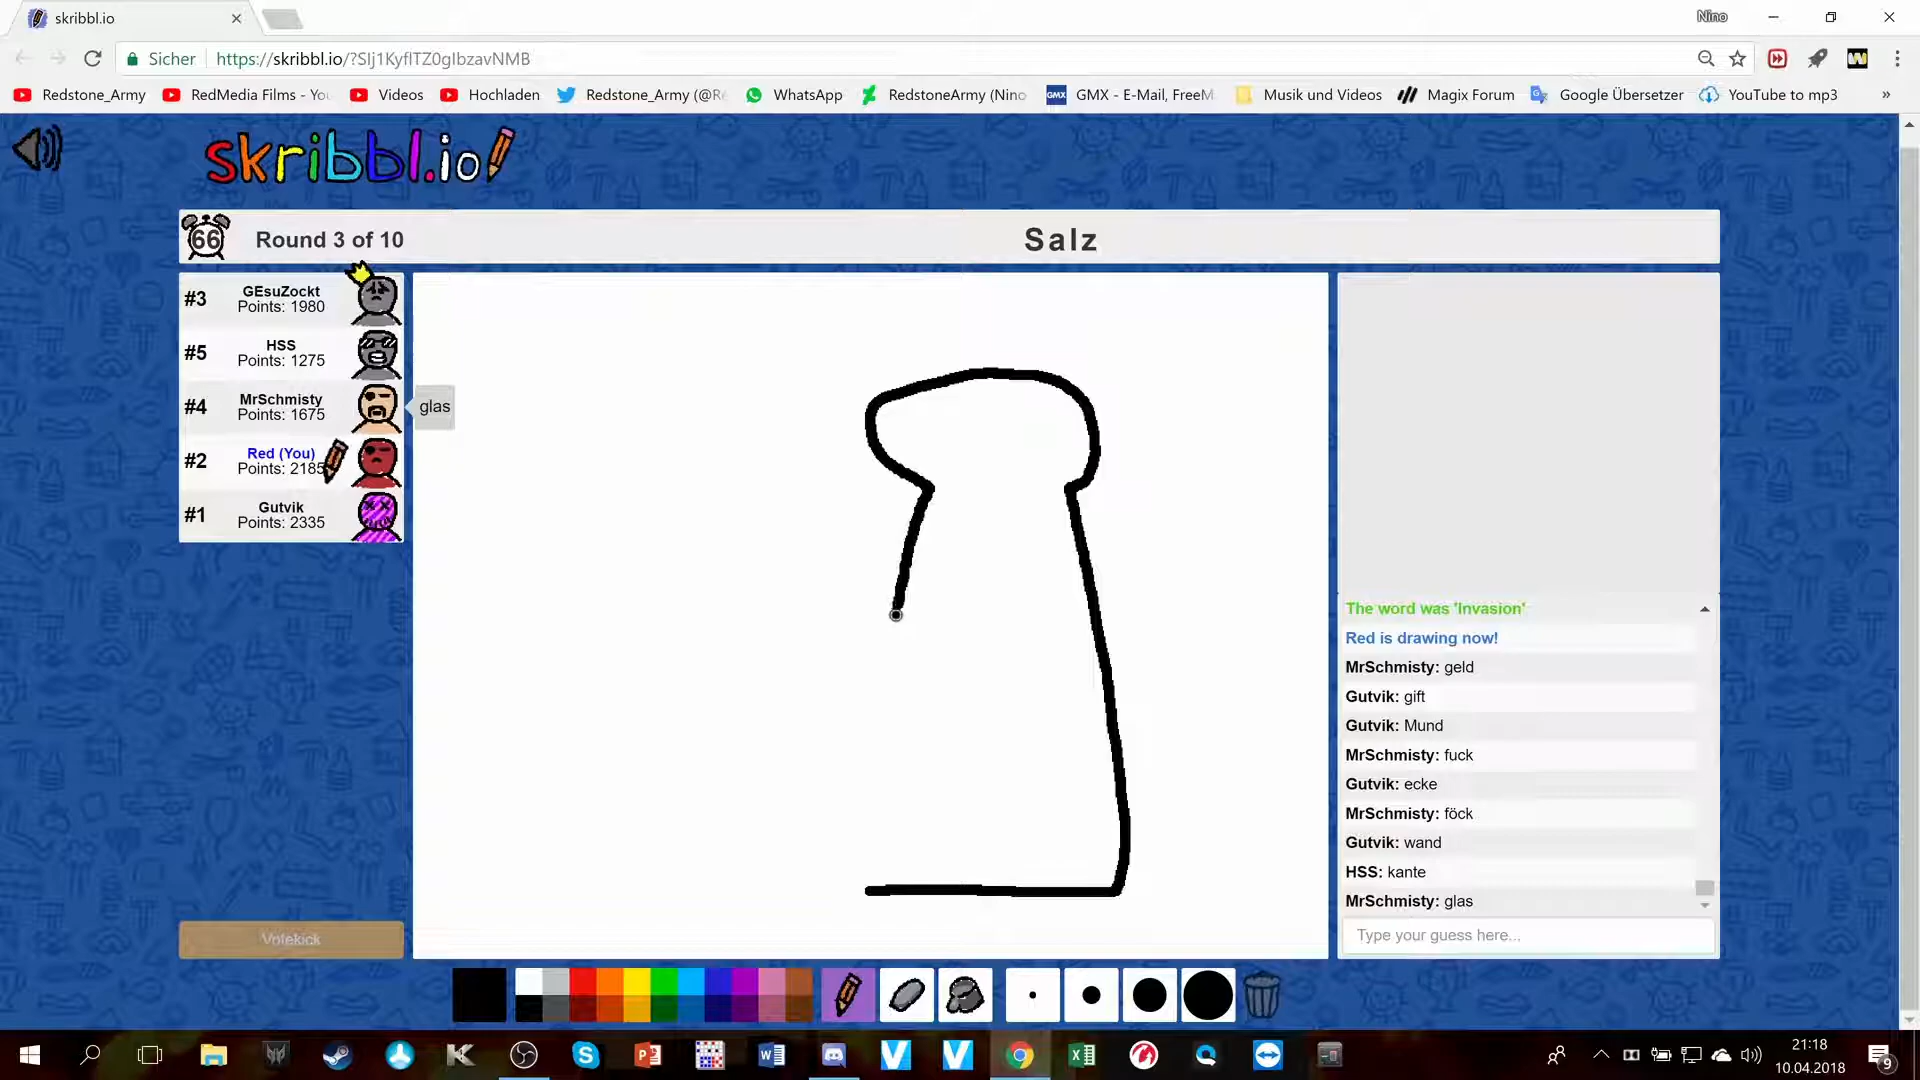 skribbl.io
Nino
Sicher
https://skribbl.io/?SIj1KyflTZ0gIbzavNMB
Redstone_Army
RedMedia Films - You
Videos
Hochladen
Redstone_Army (@Re
WhatsApp
RedstoneArmy (Nino
GMX
GMX - E-Mail, FreeM
Musik und Videos
Magix Forum
Google Übersetzer
YouTube to mp3
»
skribbl.io
66
Round 3 of 10
Salz
#3
GEsuZockt
Points: 1980
#5
HSS
Points: 1275
#4
MrSchmisty
Points: 1675
glas
#2
Red (You)
Points: 2185
#1
Gutvik
Points: 2335
Votekick
The word was 'Invasion'
Red is drawing now!
MrSchmisty: geld
Gutvik: gift
Gutvik: Mund
MrSchmisty: fuck
Gutvik: ecke
MrSchmisty: föck
Gutvik: wand
HSS: kante
MrSchmisty: glas
Type your guess here...
21:18
10.04.2018
9